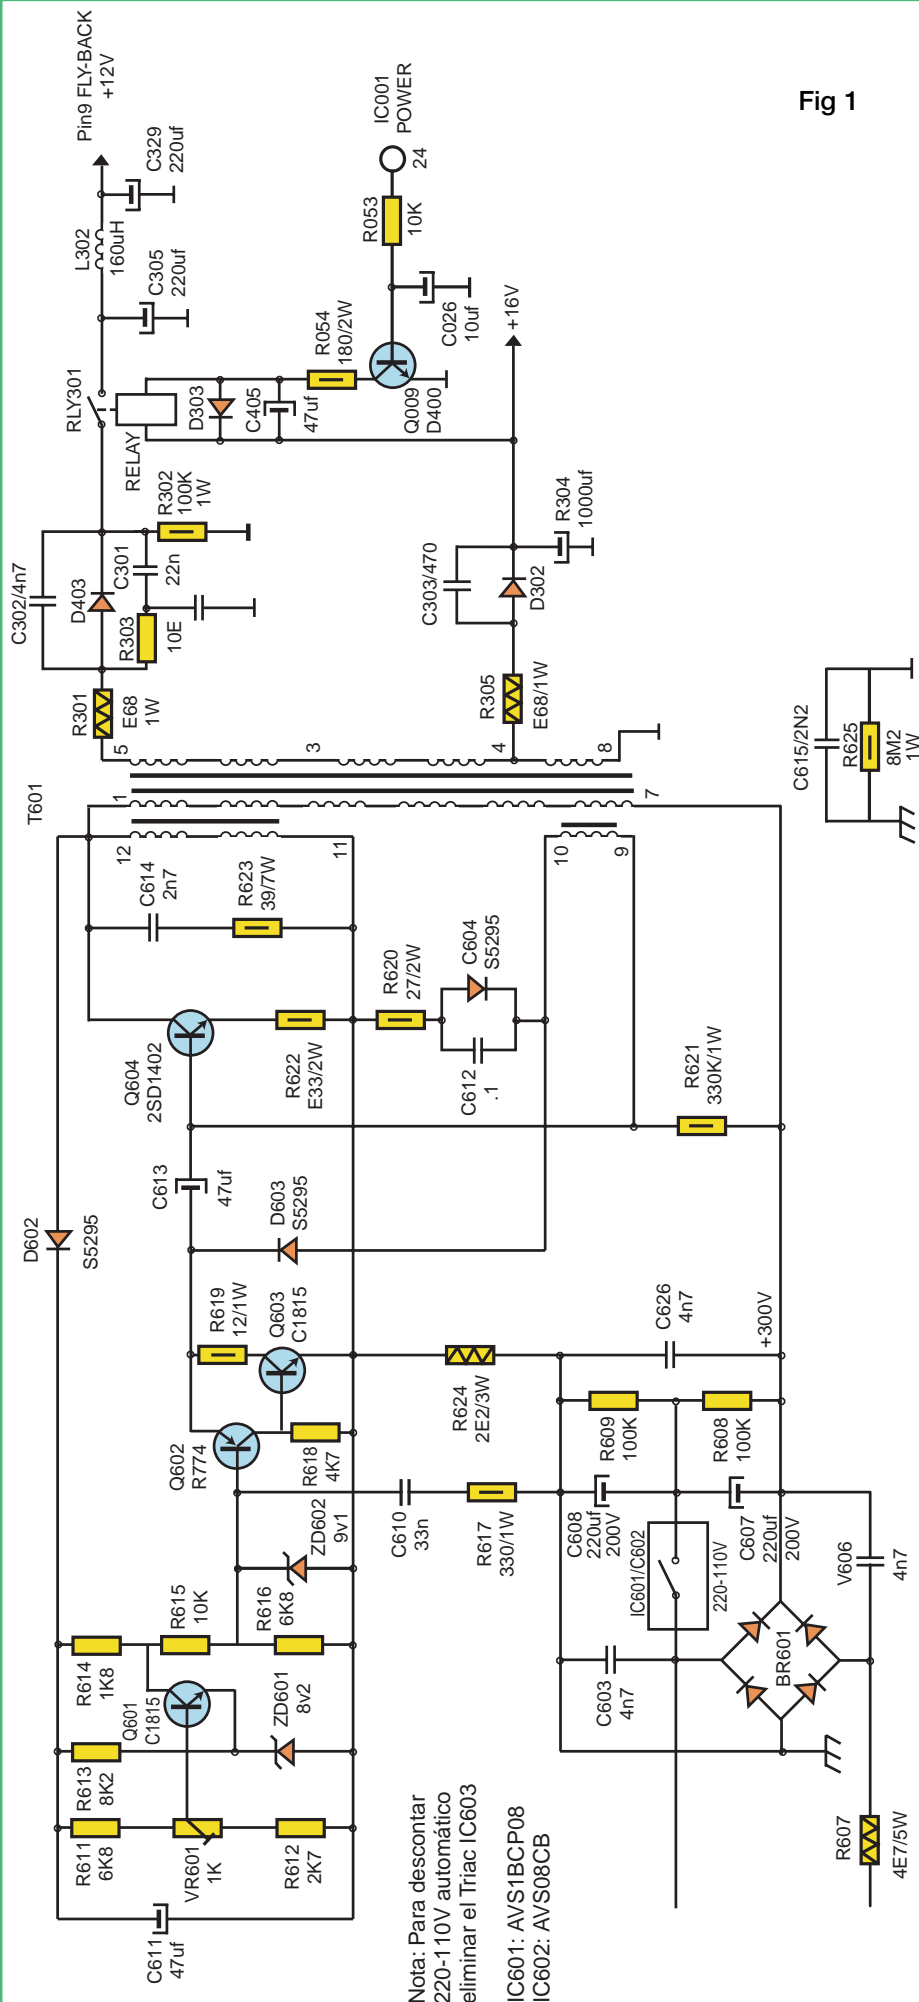 Fig 1
Pin9 FLY-BACK
+12V
C329
220uf
L302
160uH
C305
220uf
RLY301
RELAY
IC001
POWER
24
R053
10K
C026
10uf
R054
180/2W
Q009
D400
D303
C405
47uf
+16V
R302
100K
1W
C302/4n7
D403
C301
22n
R303
10E
R301
E68
1W
R304
1000uf
C303/470
D302
R305
E68/1W
5
3
4
8
T601
1
7
12
11
10
9
C615/2N2
R625
8M2
1W
C614
2n7
R623
39/7W
Q604
2SD1402
R622
E33/2W
R620
27/2W
C604
S5295
C612
.1
R621
330K/1W
C613
47uf
D602
S5295
D603
S5295
R619
12/1W
Q603
C1815
Q602
R774
R618
4K7
R624
2E2/3W
C626
4n7
+300V
R609
100K
R608
100K
ZD602
9v1
C610
33n
R617
330/1W
C608
220uf
200V
C607
220uf
200V
IC601/C602
220-110V
V606
4n7
R615
10K
R616
6K8
R614
1K8
Q601
C1815
ZD601
8v2
R613
8K2
R611
6K8
VR601
1K
R612
2K7
C611
47uf
C603
4n7
BR601
R607
4E7/5W
Nota: Para descontar
220-110V automático
eliminar el Triac IC603
IC601: AVS1BCP08
IC602: AVS08CB